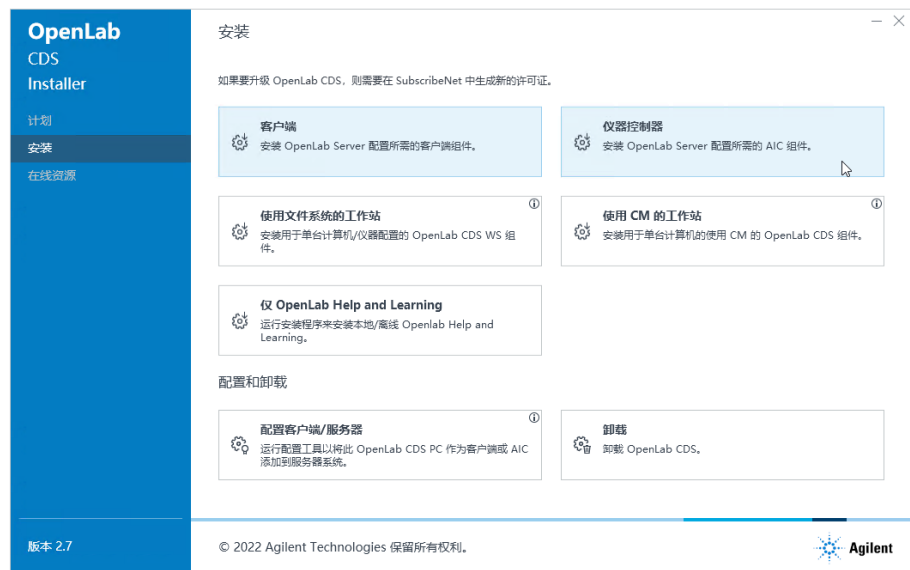 OpenLab
CDS
Installer
计划
安装
在线资源
版本 2.7
安装
如果要升级 OpenLab CDS，则需要在 SubscribeNet 中生成新的许可证。
客户端
安装 OpenLab Server 配置所需的客户端组件。
仪器控制器
安装 OpenLab Server 配置所需的 AIC 组件。
使用文件系统的工作站
安装用于单台计算机/仪器配置的 OpenLab CDS WS 组
件。
使用 CM 的工作站
安装用于单台计算机的使用 CM 的 OpenLab CDS 组件。
仅 OpenLab Help and Learning
运行安装程序来安装本地/离线 Openlab Help and
Learning。
配置和卸载
配置客户端/服务器
运行配置工具以将此 OpenLab CDS PC 作为客户端或 AIC
添加到服务器系统。
卸载
卸载 OpenLab CDS。
© 2022 Agilent Technologies 保留所有权利。
Agilent